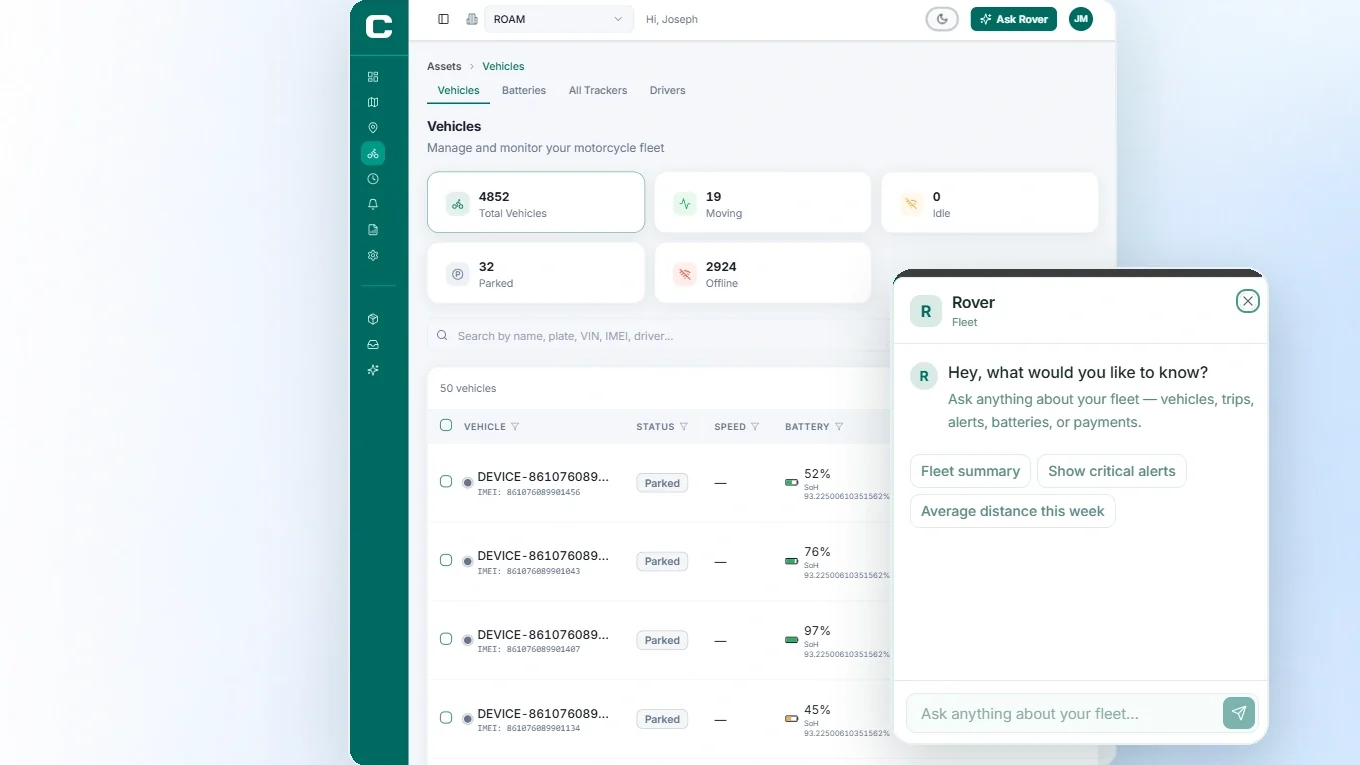 C
ROAM
Hi, Joseph
Ask Rover
JM
Assets > Vehicles
Vehicles
Batteries
All Trackers
Drivers
Vehicles
Manage and monitor your motorcycle fleet
4852
Total Vehicles
19
Moving
0
Idle
P
32
Parked
2924
Offline
Search by name, plate, VIN, IMEI, driver...
50 vehicles
VEHICLE
STATUS
SPEED
BATTERY
DEVICE-861076089...
IMEI: 861076089901456
Parked
—
52%
SoH
93.22500610351562%
DEVICE-861076089...
IMEI: 861076089901043
Parked
—
76%
SoH
93.22500610351562%
DEVICE-861076089...
IMEI: 861076089901407
Parked
—
97%
SoH
93.22500610351562%
DEVICE-861076089...
IMEI: 861076089901134
Parked
—
45%
SoH
93.22500610351562%
R
Rover
Fleet
R
Hey, what would you like to know?
Ask anything about your fleet — vehicles, trips,
alerts, batteries, or payments.
Fleet summary
Show critical alerts
Average distance this week
Ask anything about your fleet...